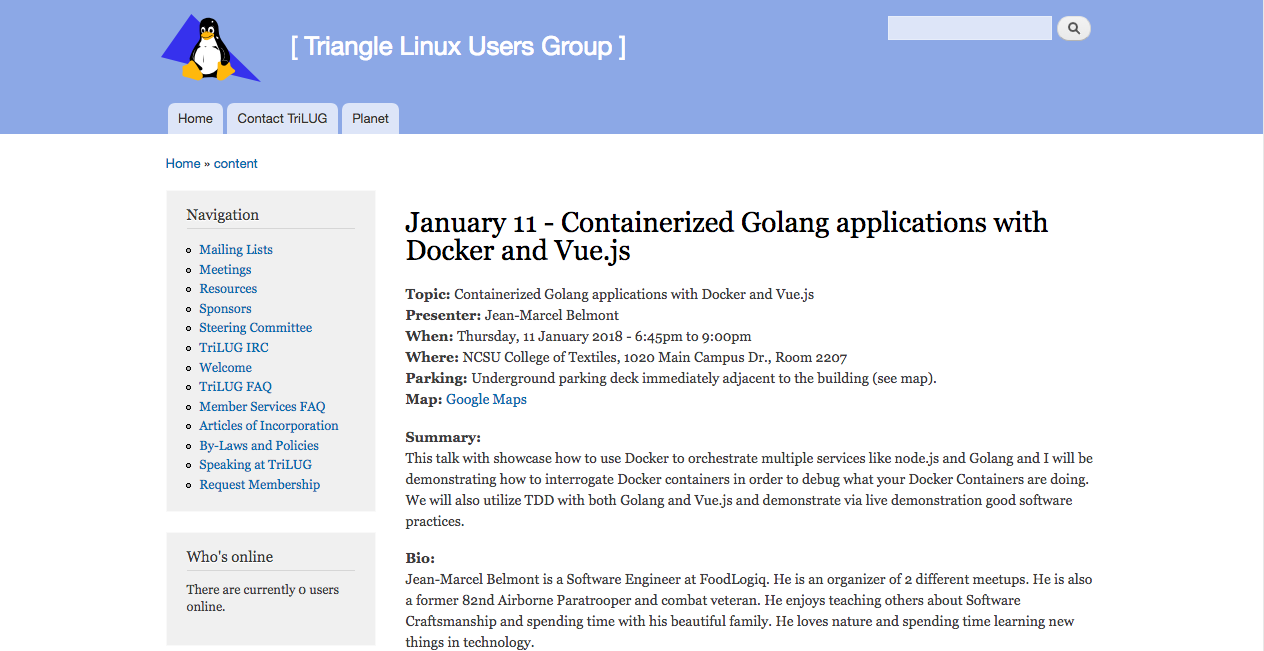 [ Triangle Linux Users Group ]
Home
Contact TriLUG
Planet
Home » content
Navigation
Mailing Lists
Meetings
Resources
Sponsors
Steering Committee
TriLUG IRC
Welcome
TriLUG FAQ
Member Services FAQ
Articles of Incorporation
By-Laws and Policies
Speaking at TriLUG
Request Membership
Who's online
There are currently 0 users
online.
January 11 - Containerized Golang applications with
Docker and Vue.js
Topic: Containerized Golang applications with Docker and Vue.js
Presenter: Jean-Marcel Belmont
When: Thursday, 11 January 2018 - 6:45pm to 9:00pm
Where: NCSU College of Textiles, 1020 Main Campus Dr., Room 2207
Parking: Underground parking deck immediately adjacent to the building (see map).
Map: Google Maps
Summary:
This talk with showcase how to use Docker to orchestrate multiple services like node.js and Golang and I will be
demonstrating how to interrogate Docker containers in order to debug what your Docker Containers are doing.
We will also utilize TDD with both Golang and Vue.js and demonstrate via live demonstration good software
practices.
Bio:
Jean-Marcel Belmont is a Software Engineer at FoodLogiq. He is an organizer of 2 different meetups. He is also
a former 82nd Airborne Paratrooper and combat veteran. He enjoys teaching others about Software
Craftsmanship and spending time with his beautiful family. He loves nature and spending time learning new
things in technology.